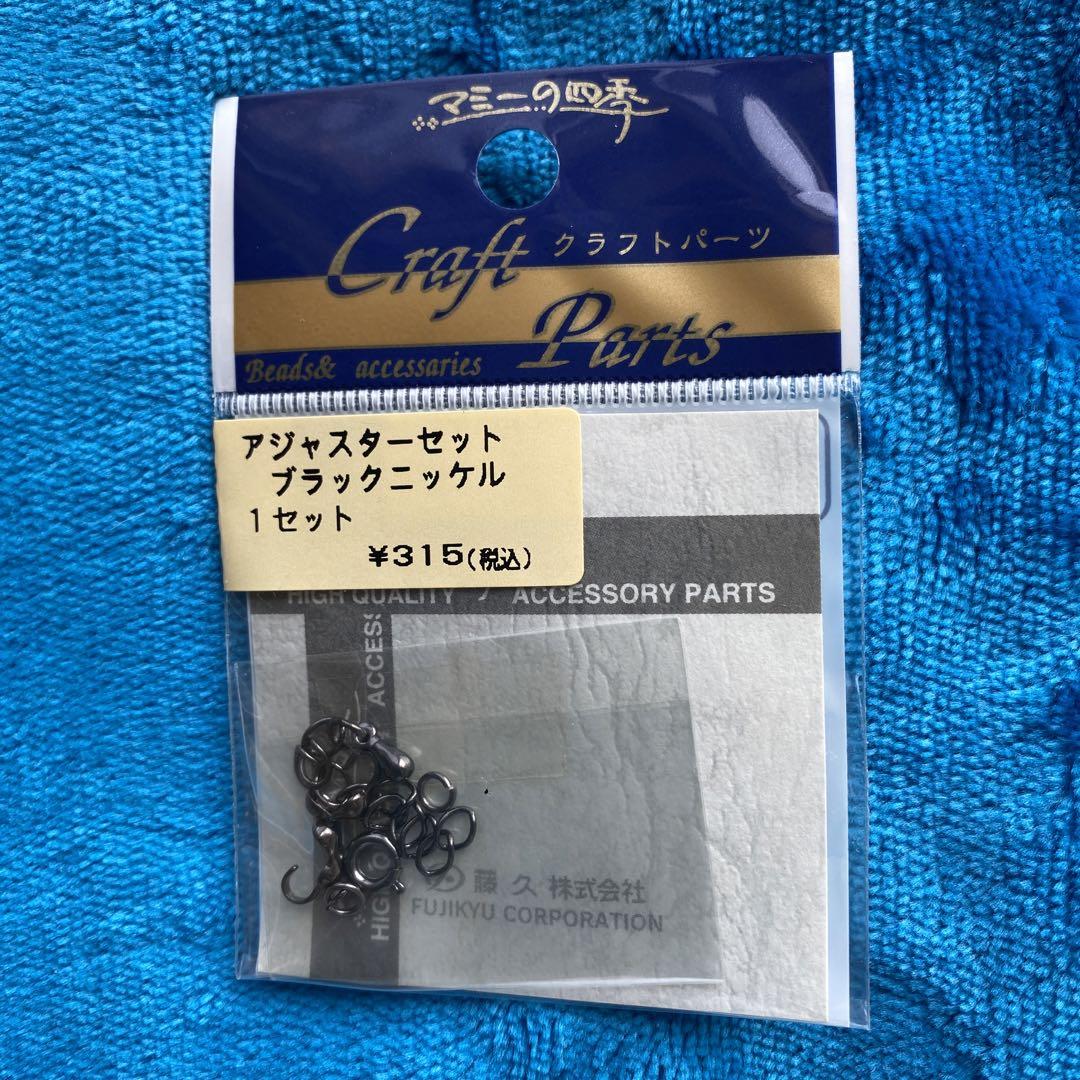 マミーの四季
Craft クラフトパーツ
Parts
Beads& accessaries
アジャスターセット
ブラックニッケル
1セット
¥315(税込)
HIGH QUALITY ACCESSORY PARTS
ACCESS
HIG
藤久株式会社
FUJIKYU CORPORATION